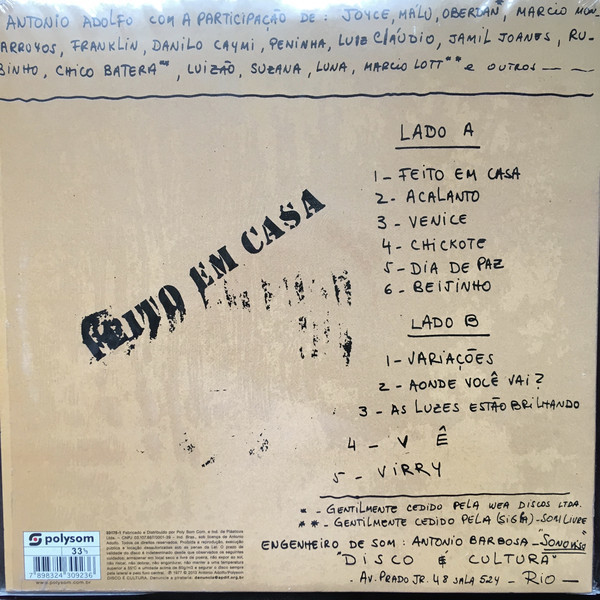 ANTONIO ADOLFO COM A PARTICIPAÇÃO DE: JOYCE, MALU, OBERDAN*, MARCIO MON-
ARROYOS, FRANKLIN, DANILO CAYMI, PENINHA, LUIZ CLÁUDIO, JAMIL JOANES, RU-
BINHO, CHICO BATERA**, LUIZÃO, SUZANA, LUNA, MARCIO LOTT** E OUTROS
LADO A
1 - FEITO EM CASA
2 - ACALANTO
3 - VENICE
4 - CHICKOTE
5 - DIA DE PAZ
6 - BEIJINHO
FEITO EM CASA
LADO B
1 - VARIAÇÕES
2 - AONDE VOCÊ VAI?
3 - AS LUZES ESTÃO BRILHANDO
4 - V Ê
5 - VIRRY
* - GENTILMENTE CEDIDO PELA WEA DISCOS LTDA.
** - GENTILMENTE CEDIDO PELA (SIGLA) - SOM LIVRE
ENGENHEIRO DE SOM: ANTONIO BARBOSA - SONOVISO
"DISCO É CULTURA"
AV. PRADO JR. 48 SALA 524 - RIO -
polysom
33⅓
7 898324 309236
www.polysom.com.br